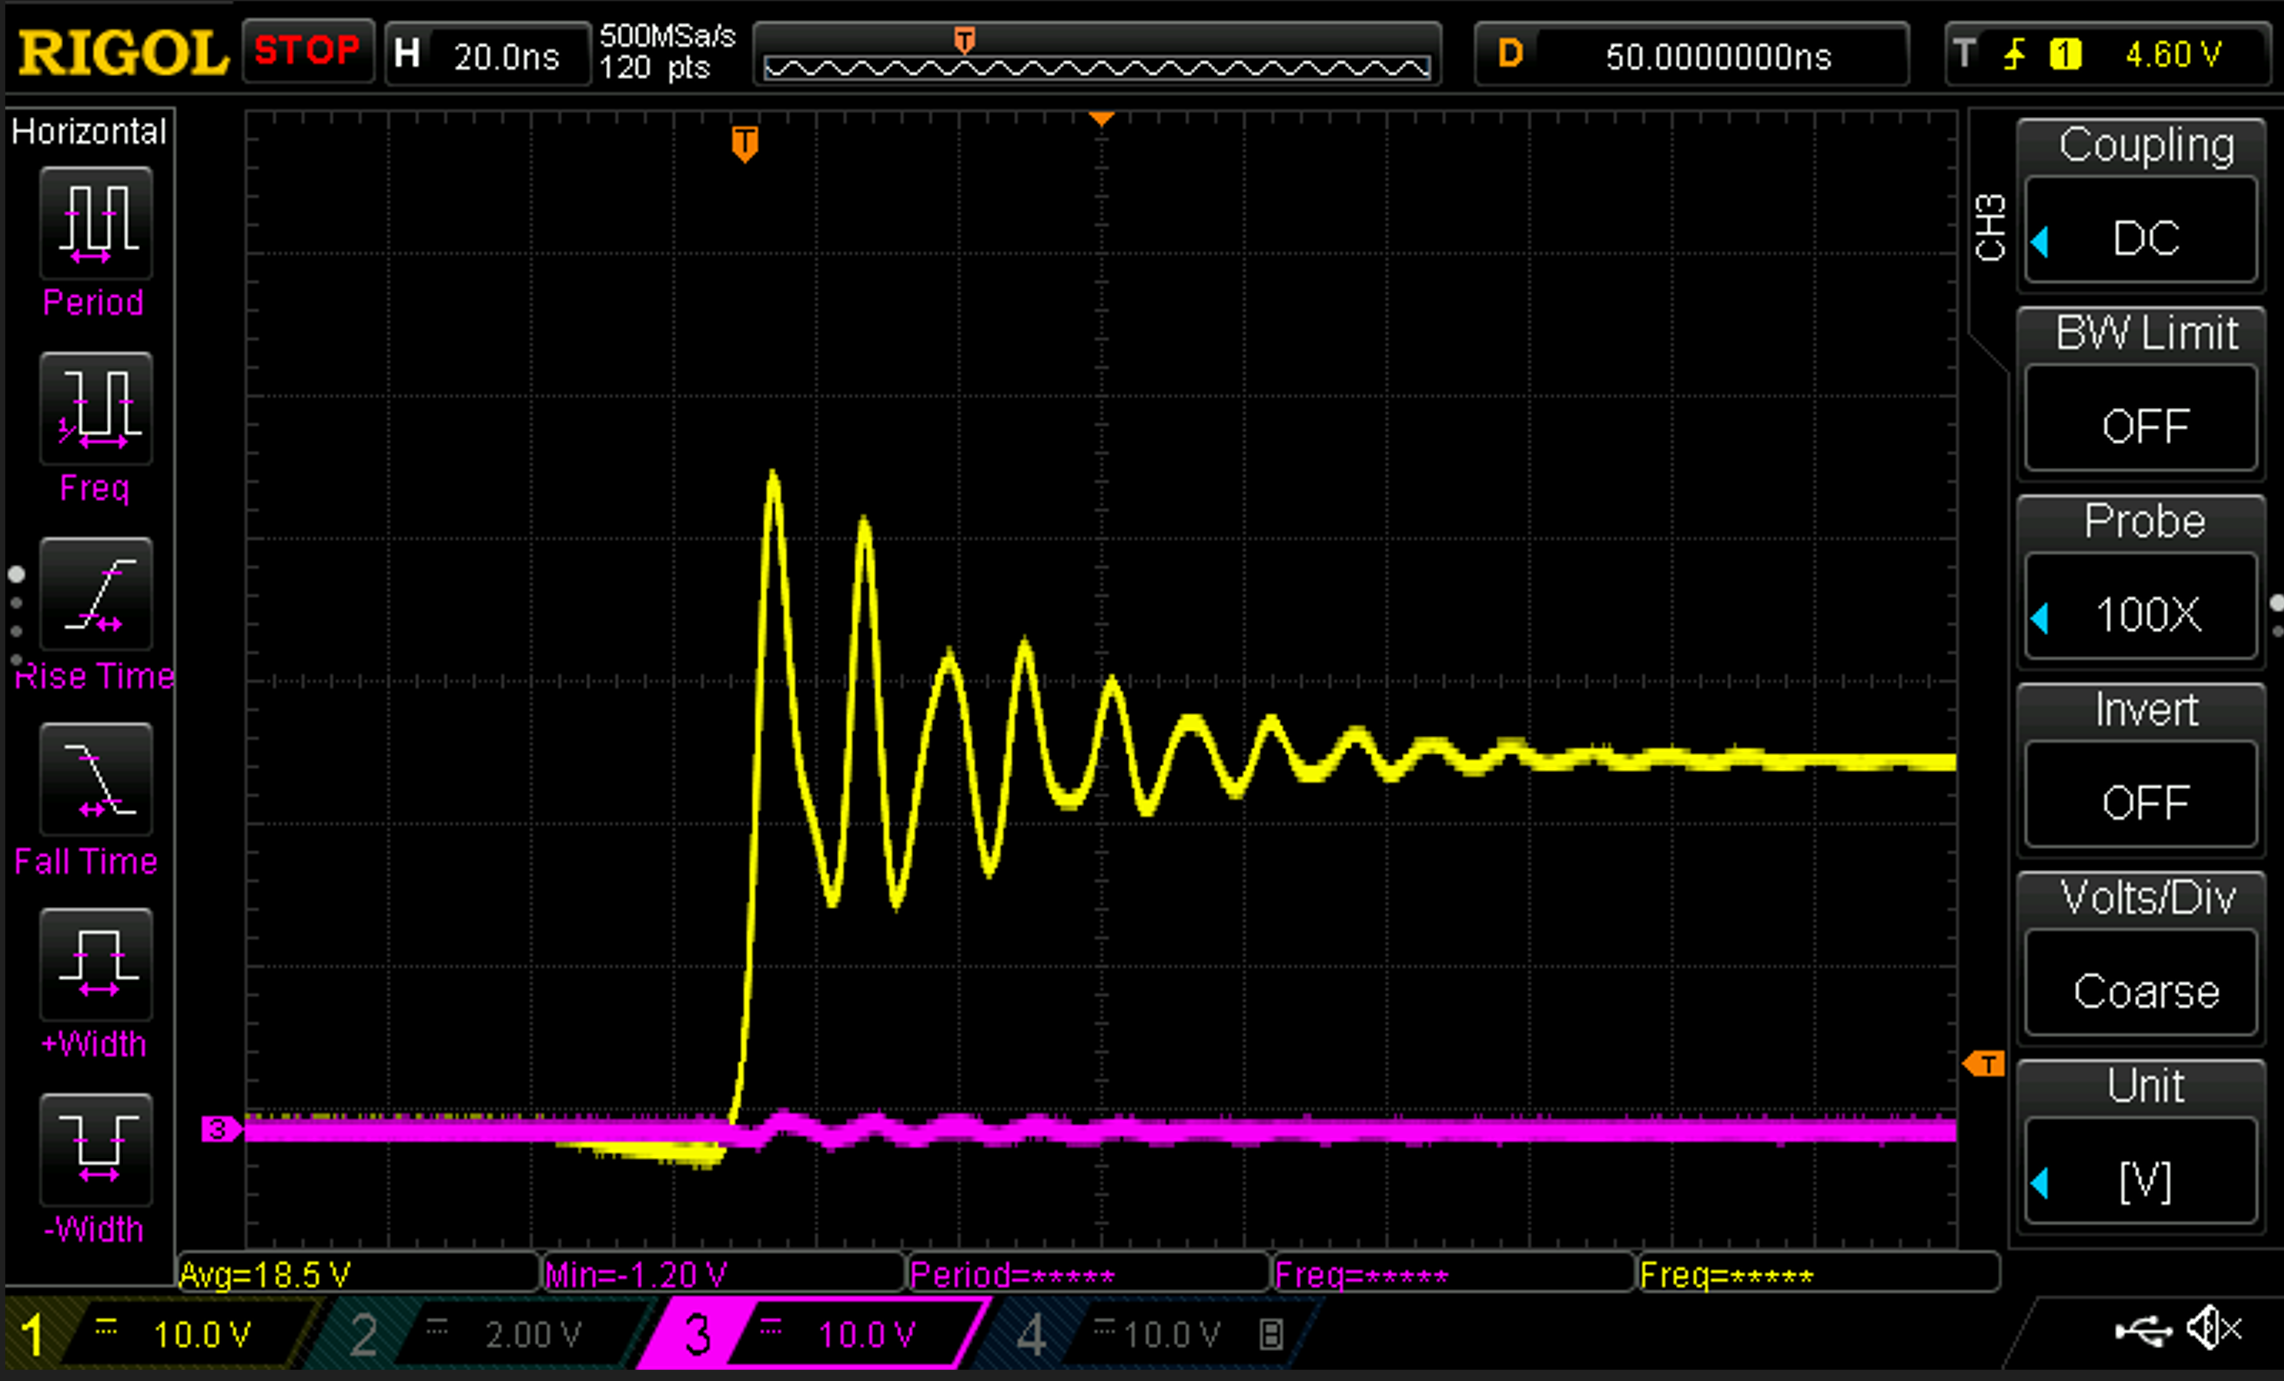 RIGOL STOP H 20.0ns 500MSa/s 120 pts T D 50.0000000ns T 1 4.60 V
Horizontal
Period
1/
Freq
Rise Time
Fall Time
+Width
-Width
T
3
T
CH3
Coupling
DC
BW Limit
OFF
Probe
100X
Invert
OFF
Volts/Div
Coarse
Unit
[V]
Avg=18.5 V Min=-1.20 V Period=***** Freq=***** Freq=*****
1 10.0 V 2 2.00 V 3 10.0 V 4 10.0 V